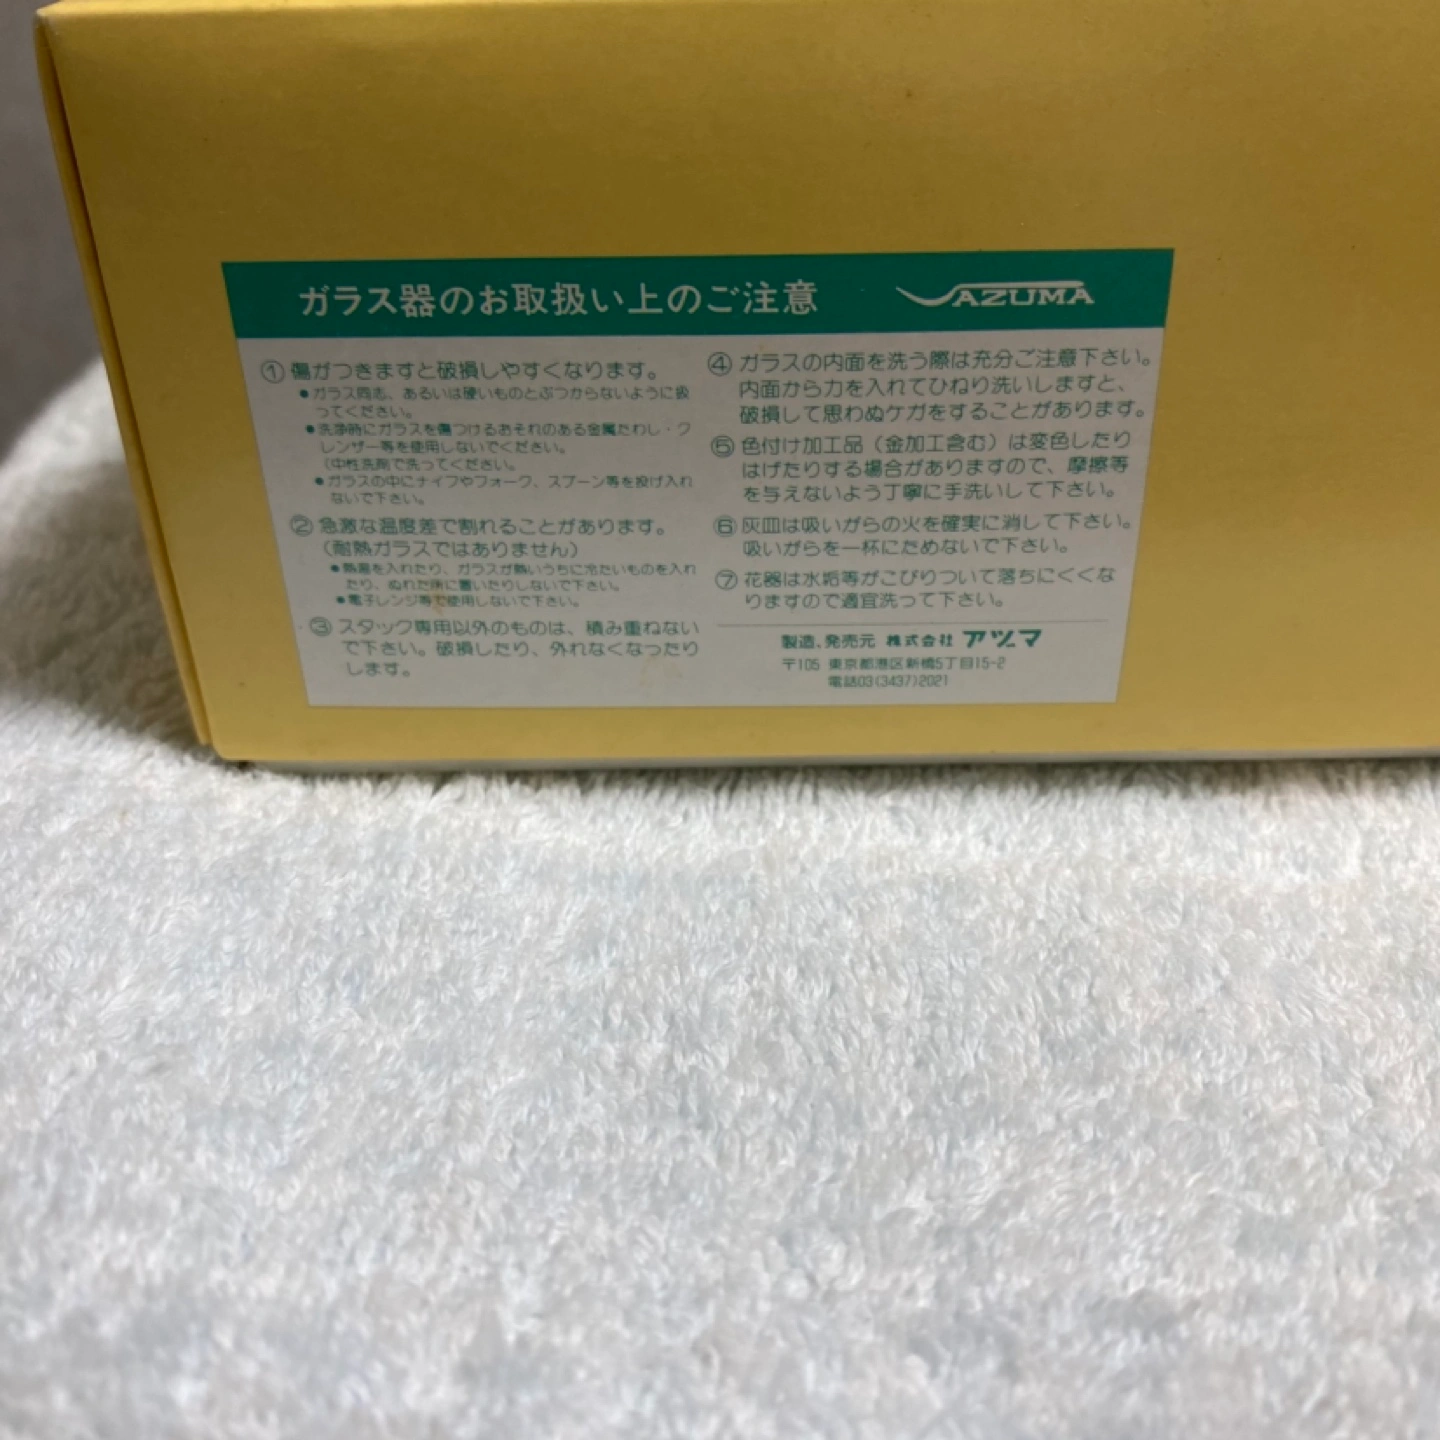 ガラス器のお取扱い上のご注意
AZUMA
① 傷がつきますと破損しやすくなります。
●ガラス同志、あるいは硬いものとぶつからないように扱
ってください。
●洗浄時にガラスを傷つけるおそれのある金属たわし・ク
レンザー等を使用しないでください。
（中性洗剤で洗ってください。
●ガラスの中にナイフやフォーク、スプーン等を投げ入れ
ないで下さい。
② 急激な温度差で割れることがあります。
（耐熱ガラスではありません）
●熱湯を入れたり、ガラスが熱いうちに冷たいものを入れ
たり、ぬれた所に置いたりしないで下さい。
●電子レンジ等で使用しないで下さい。
③ スタック専用以外のものは、積み重ねない
で下さい。破損したり、外れなくなったり
します。
④ ガラスの内面を洗う際は充分ご注意下さい。
内面から力を入れてひねり洗いしますと、
破損して思わぬケガをすることがあります。
⑤ 色付け加工品（金加工含む）は変色したり
はげたりする場合がありますので、摩擦等
を与えないよう丁寧に手洗いして下さい。
⑥ 灰皿は吸いがらの火を確実に消して下さい。
吸いがらを一杯にためないで下さい。
⑦ 花器は水垢等がこびりついて落ちにくくな
りますので適宜洗って下さい。
製造、発売元 株式会社 アヅマ
〒105 東京都港区新橋5丁目15-2
電話03(3437)2021